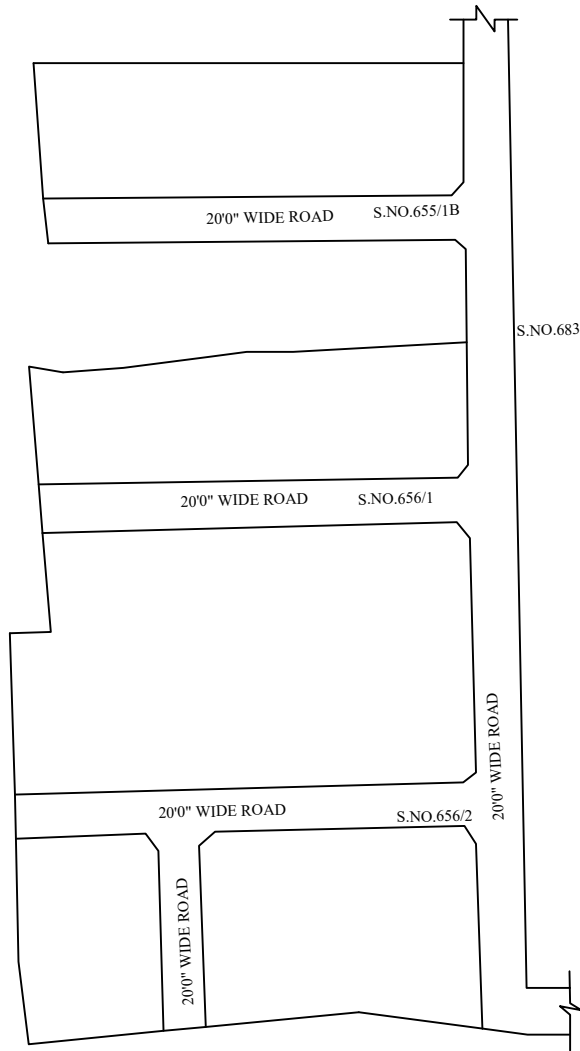 20'0" WIDE ROAD
S.NO.655/1B
S.NO.683
20'0" WIDE ROAD
S.NO.656/1
20'0" WIDE ROAD
20'0" WIDE ROAD
S.NO.656/2
20'0" WIDE ROAD